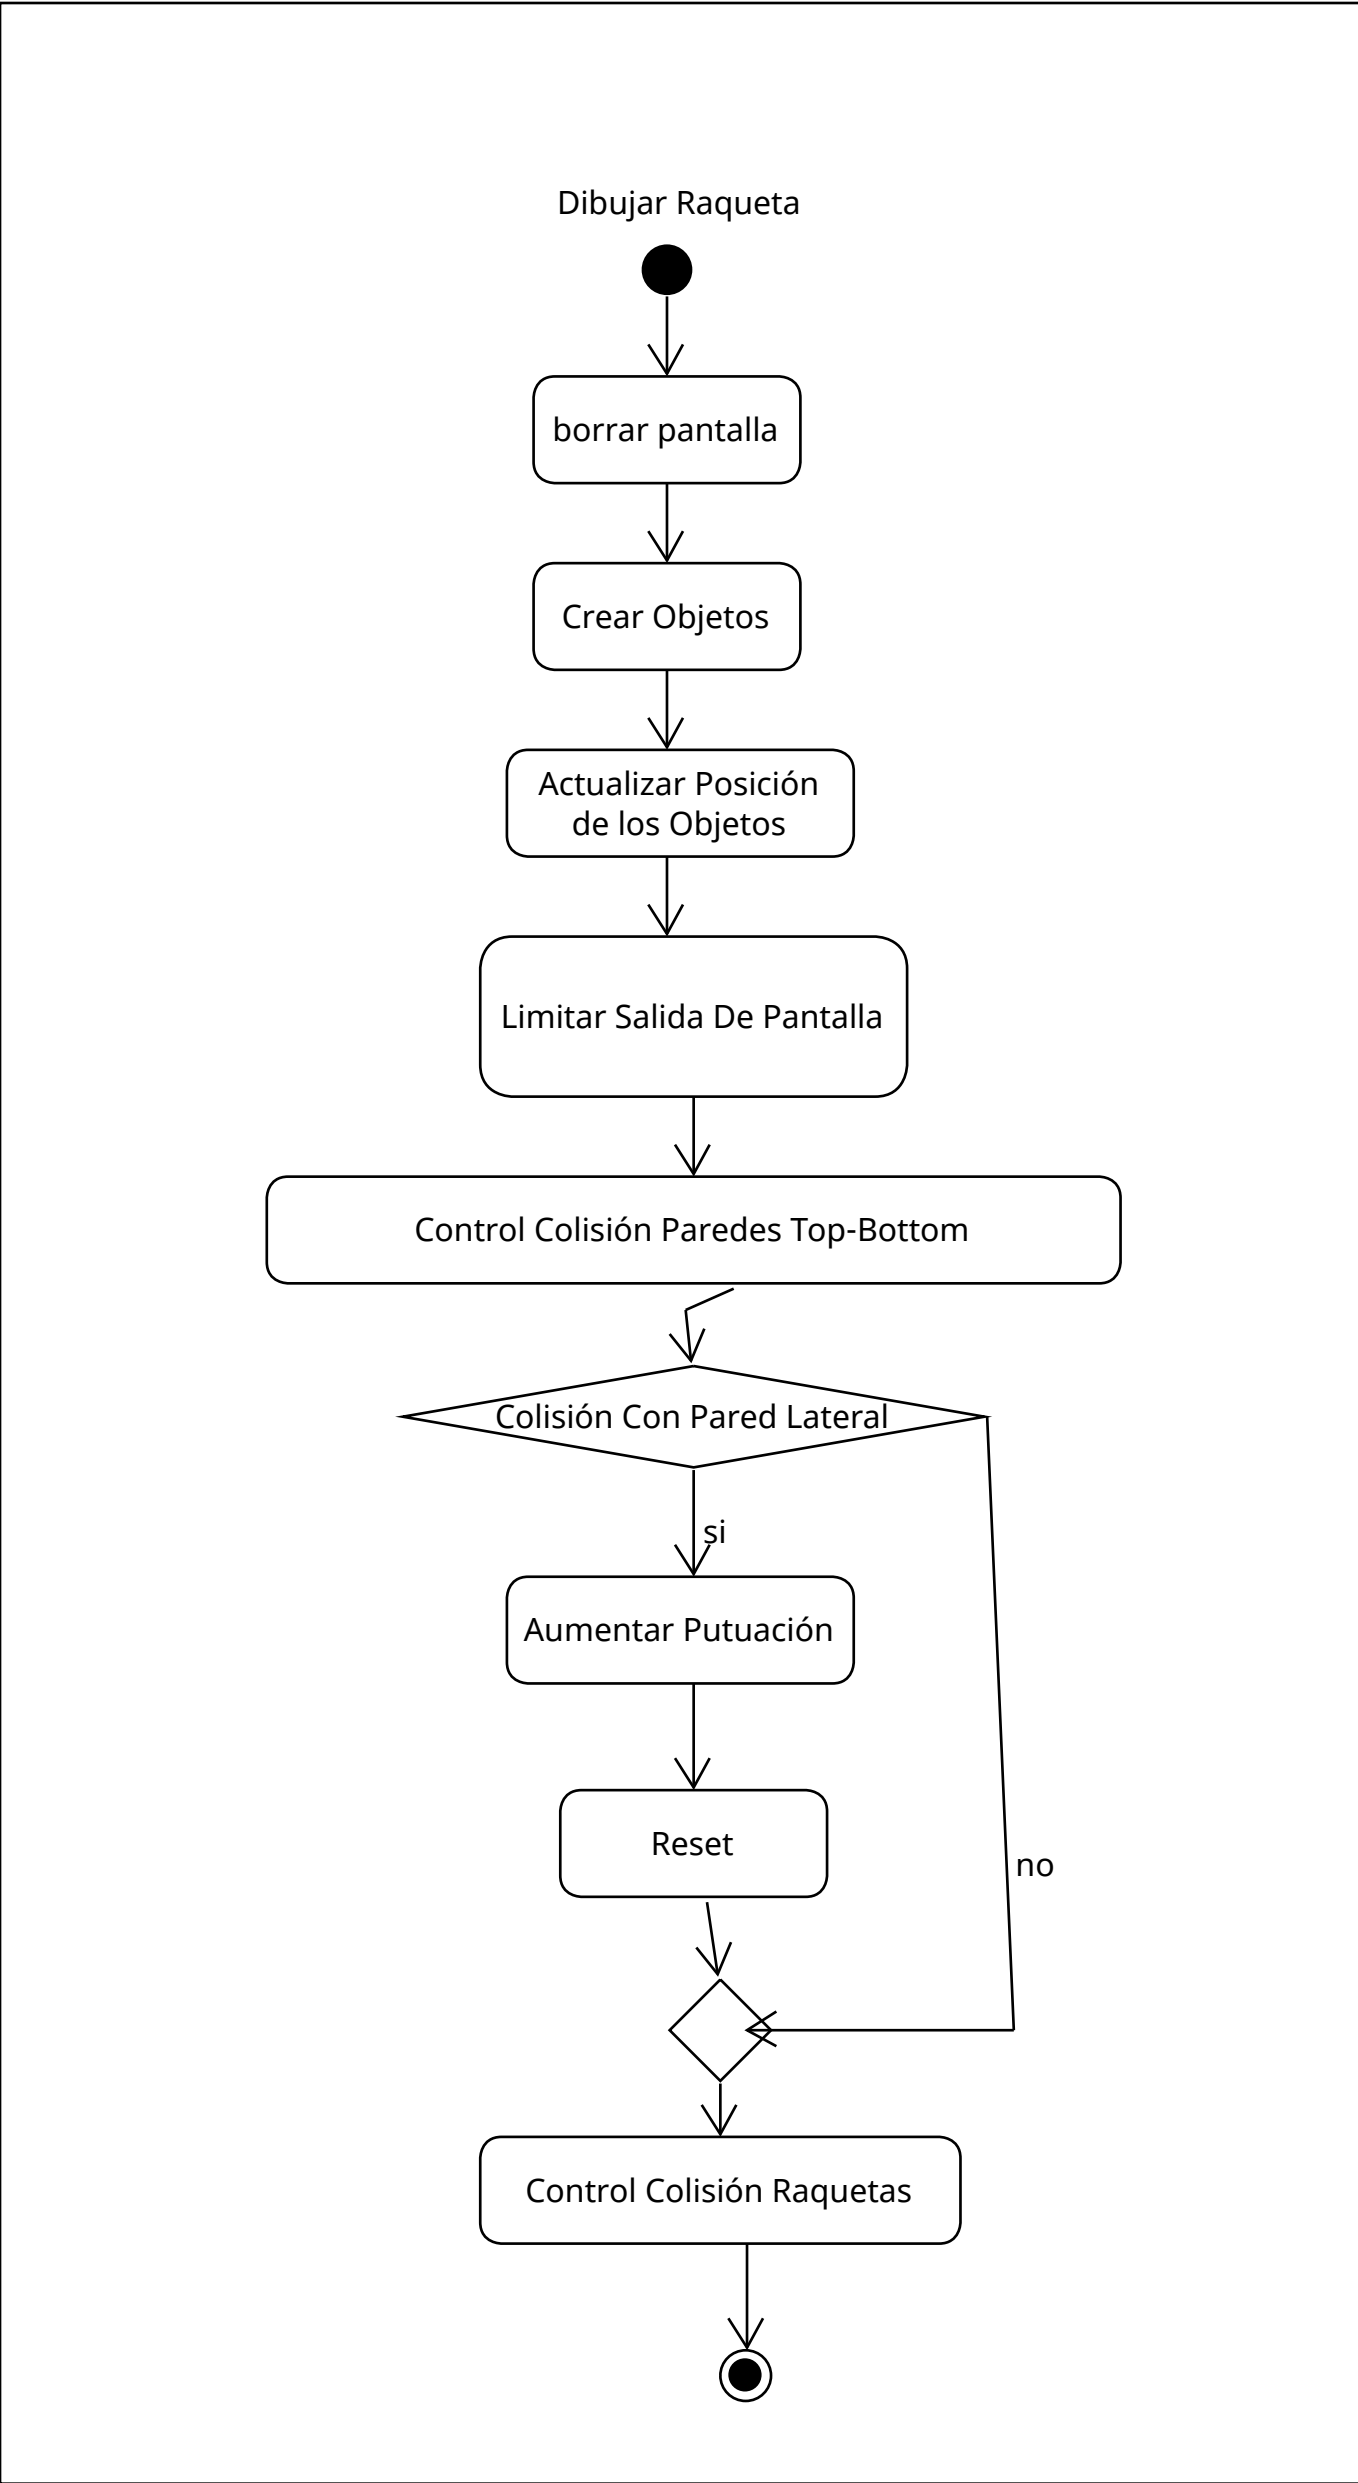 Dibujar Raqueta
borrar pantalla
Crear Objetos
Actualizar Posición
de los Objetos
Limitar Salida De Pantalla
Control Colisión Paredes Top-Bottom
Colisión Con Pared Lateral
si
Aumentar Putuación
Reset
no
Control Colisión Raquetas